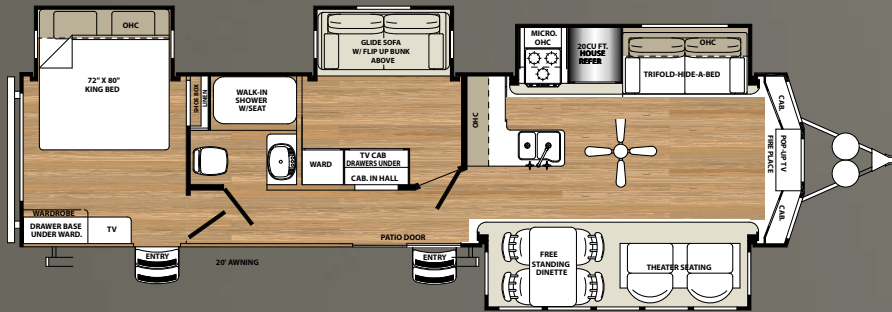 OHC
72" X 80"
KING BED
SHOE BOX
LINEN
WALK-IN
SHOWER
W/SEAT
GLIDE SOFA
W/ FLIP UP BUNK
ABOVE
WARD
TV CAB
DRAWERS UNDER
CAB. IN HALL
OHC
MICRO.
OHC
20CU FT.
HOUSE
REFER
OHC
TRIFOLD-HIDE-A-BED
CAB.
POP-UP TV
FIRE PLACE
CAB.
WARDROBE
DRAWER BASE
UNDER WARD.
TV
ENTRY
20' AWNING
PATIO DOOR
ENTRY
FREE
STANDING
DINETTE
THEATER SEATING